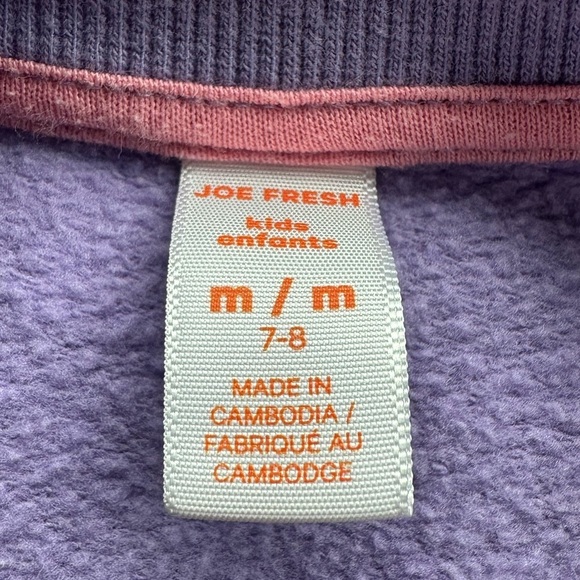 JOE FRESH
kids
enfants
m / m
7-8
MADE IN
CAMBODIA /
FABRIQUÉ AU
CAMBODGE